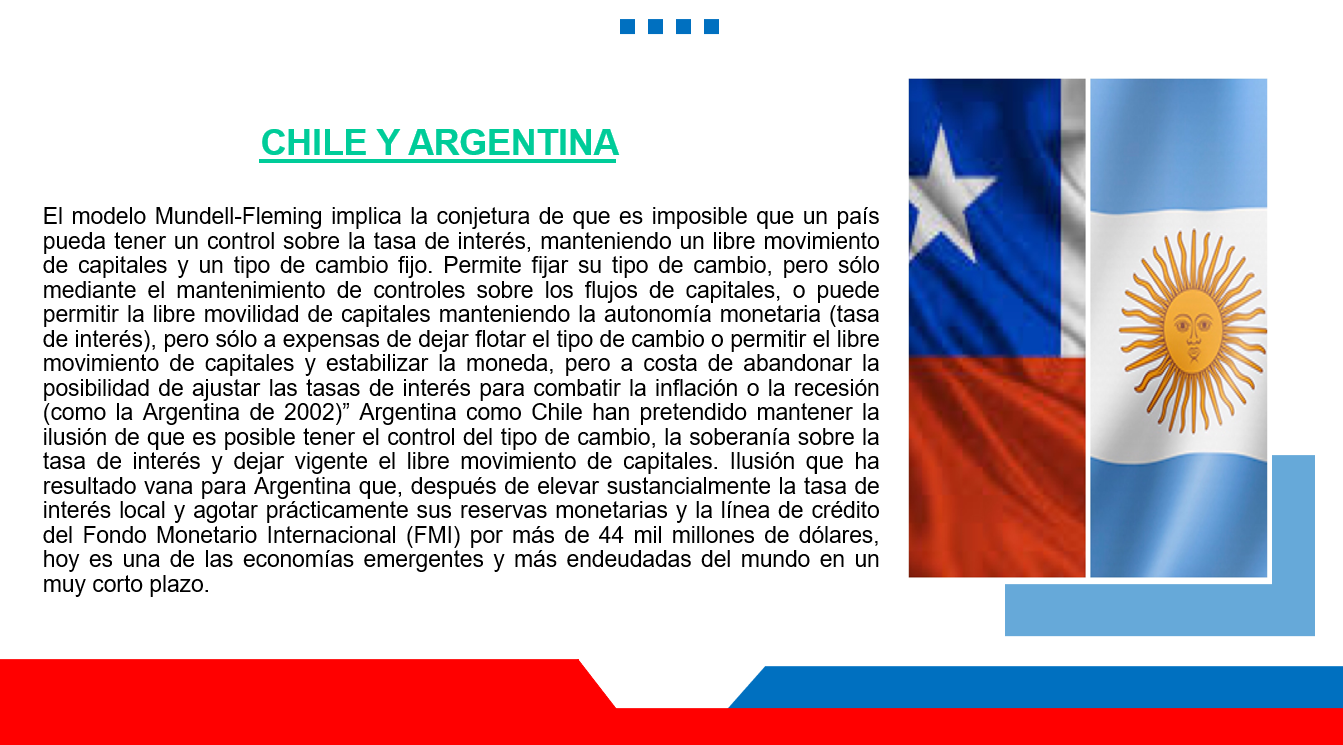 CHILE Y ARGENTINA
El modelo Mundell-Fleming implica la conjetura de que es imposible que un país
pueda tener un control sobre la tasa de interés, manteniendo un libre movimiento
de capitales y un tipo de cambio fijo. Permite fijar su tipo de cambio, pero sólo
mediante el mantenimiento de controles sobre los flujos de capitales, o puede
permitir la libre movilidad de capitales manteniendo la autonomía monetaria (tasa
de interés), pero sólo a expensas de dejar flotar el tipo de cambio o permitir el libre
movimiento de capitales y estabilizar la moneda, pero a costa de abandonar la
posibilidad de ajustar las tasas de interés para combatir la inflación o la recesión
(como la Argentina de 2002)” Argentina como Chile han pretendido mantener la
ilusión de que es posible tener el control del tipo de cambio, la soberanía sobre la
tasa de interés y dejar vigente el libre movimiento de capitales. Ilusión que ha
resultado vana para Argentina que, después de elevar sustancialmente la tasa de
interés local y agotar prácticamente sus reservas monetarias y la línea de crédito
del Fondo Monetario Internacional (FMI) por más de 44 mil millones de dólares,
hoy es una de las economías emergentes y más endeudadas del mundo en un
muy corto plazo.